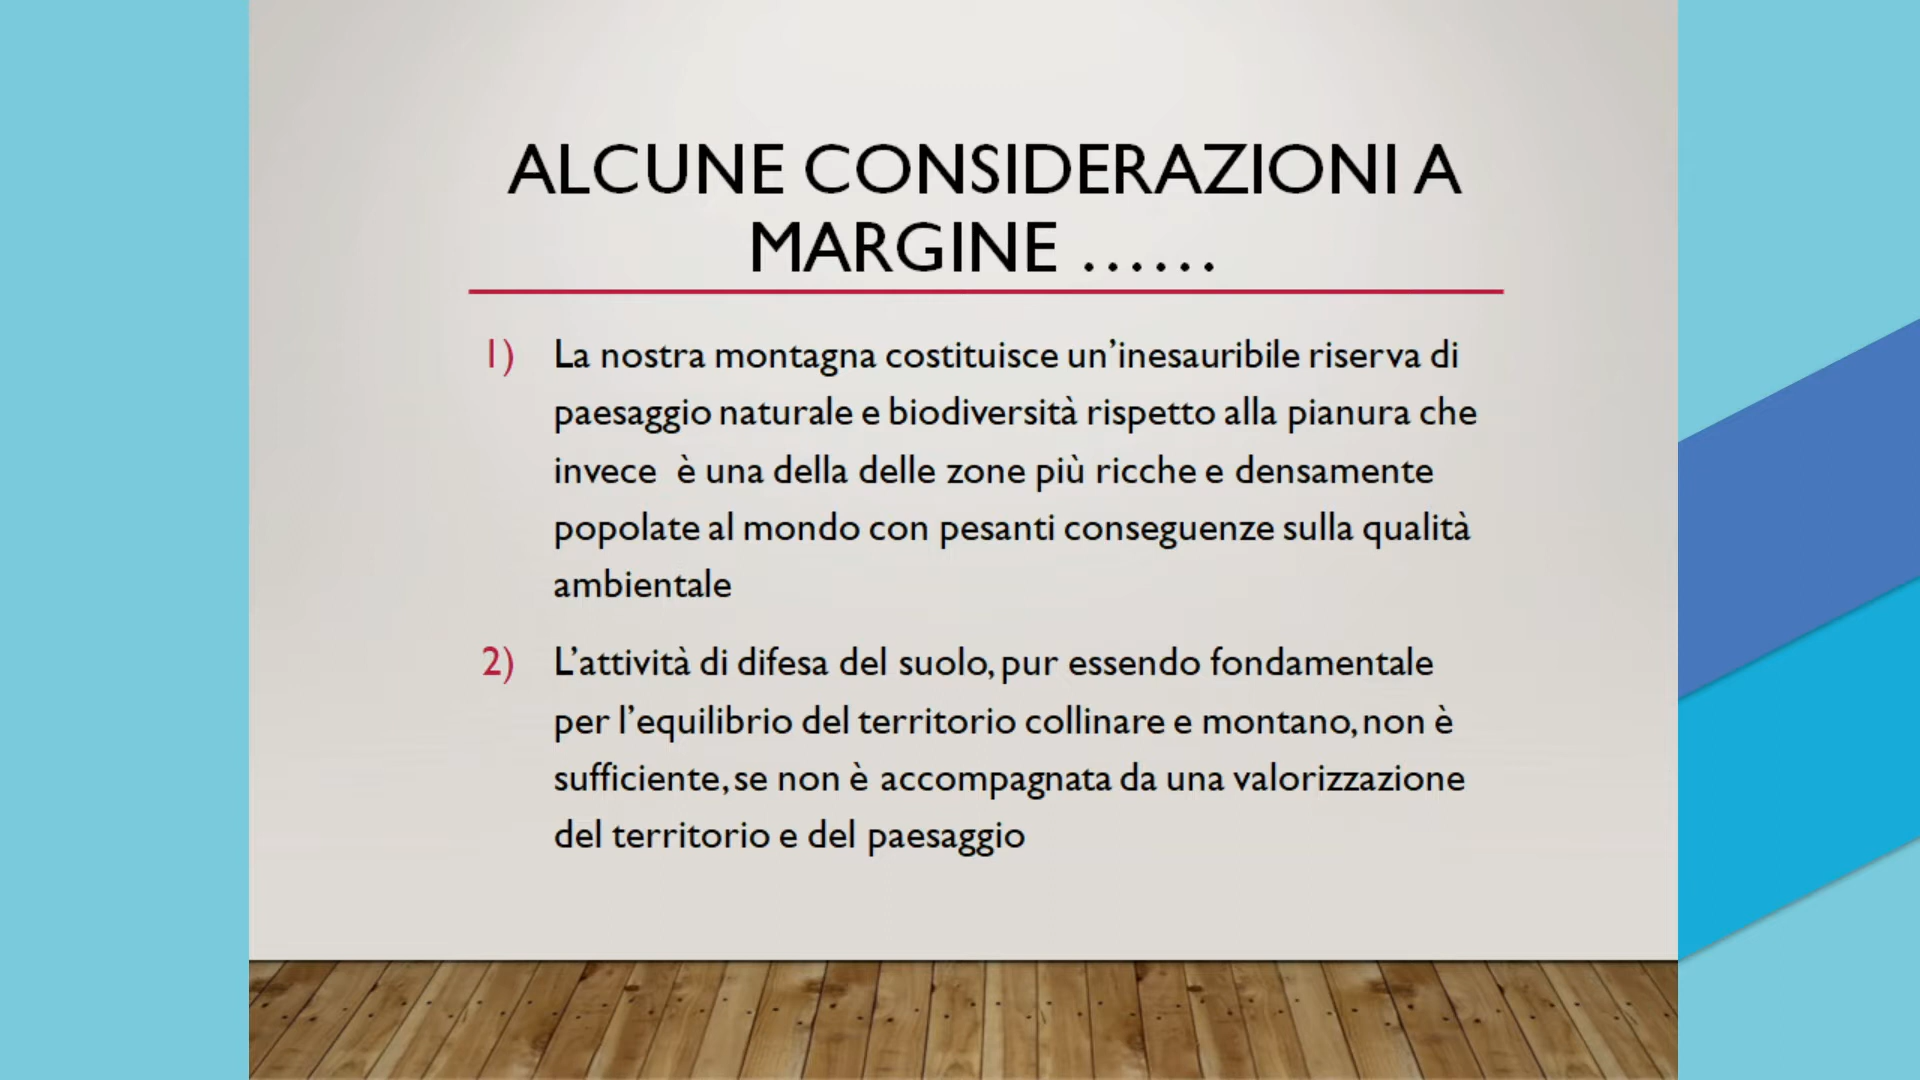 ALCUNE CONSIDERAZIONI A
MARGINE ......
1) La nostra montagna costituisce un’inesauribile riserva di
paesaggio naturale e biodiversità rispetto alla pianura che
invece è una della delle zone più ricche e densamente
popolate al mondo con pesanti conseguenze sulla qualità
ambientale
2) L’attività di difesa del suolo, pur essendo fondamentale
per l’equilibrio del territorio collinare e montano, non è
sufficiente, se non è accompagnata da una valorizzazione
del territorio e del paesaggio